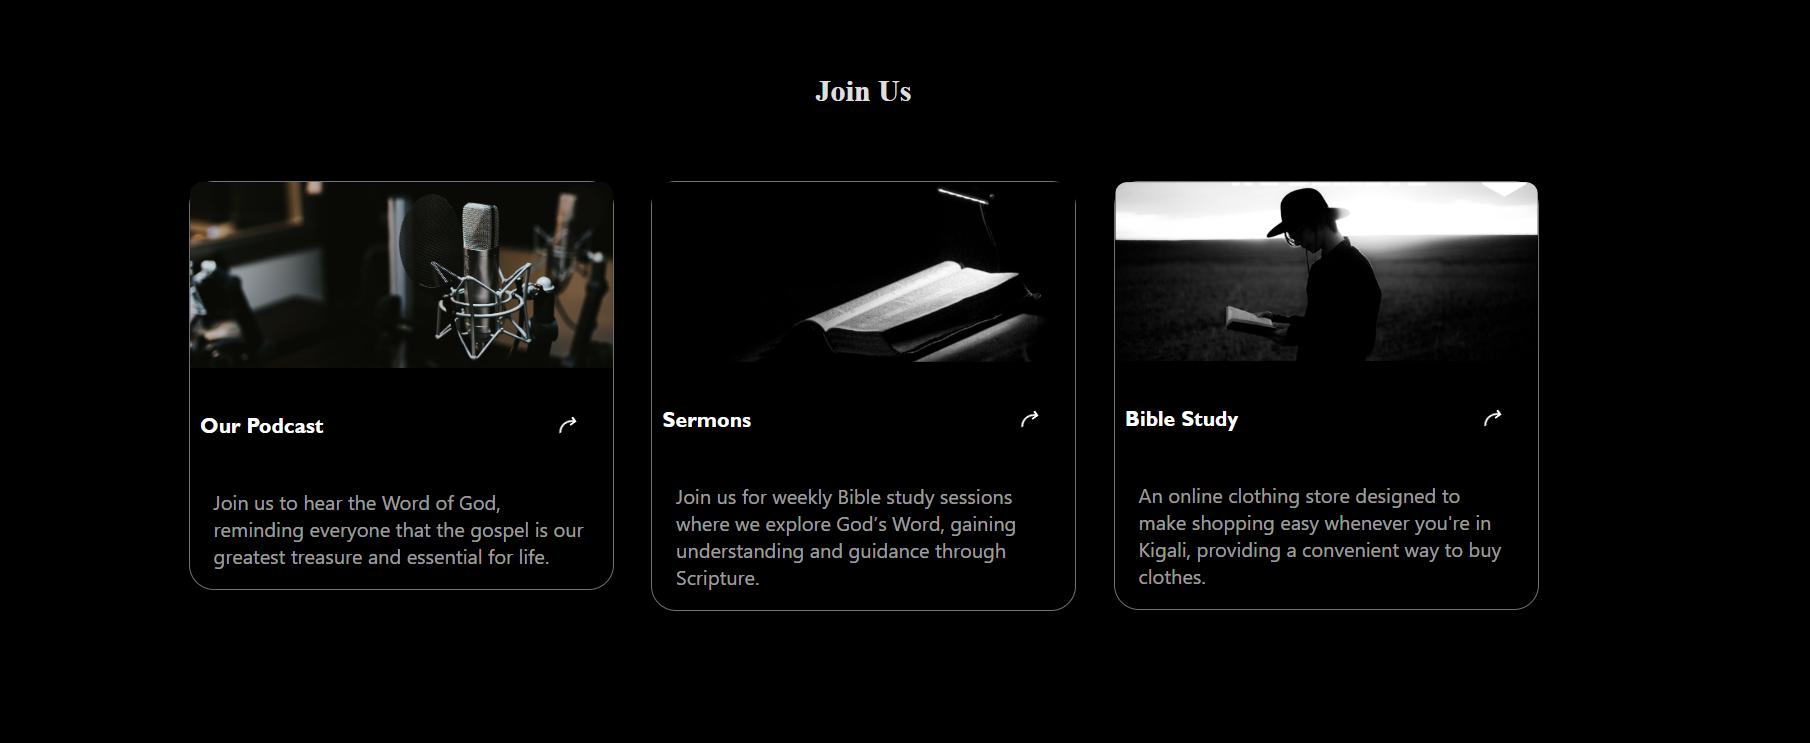 Join Us
Our Podcast
Join us to hear the Word of God,
reminding everyone that the gospel is our
greatest treasure and essential for life.
Sermons
Join us for weekly Bible study sessions
where we explore God’s Word, gaining
understanding and guidance through
Scripture.
Bible Study
An online clothing store designed to
make shopping easy whenever you're in
Kigali, providing a convenient way to buy
clothes.